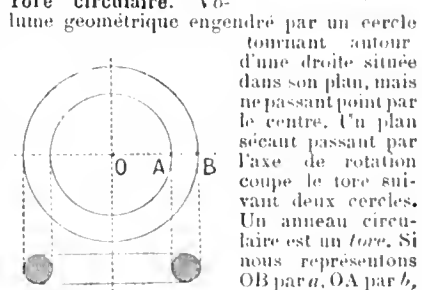 Tore circulaire. Vo-
lume géométrique engendré par un cercle
tournant autour
d'une droite située
dans son plan, mais
ne passant point par
le centre. Un plan
sécant passant par
l'axe de rotation
coupe le tore sui-
vant deux cercles.
Un anneau circu-
laire est un tore. Si
nous représentons
OB par a, OA par b,
O A B